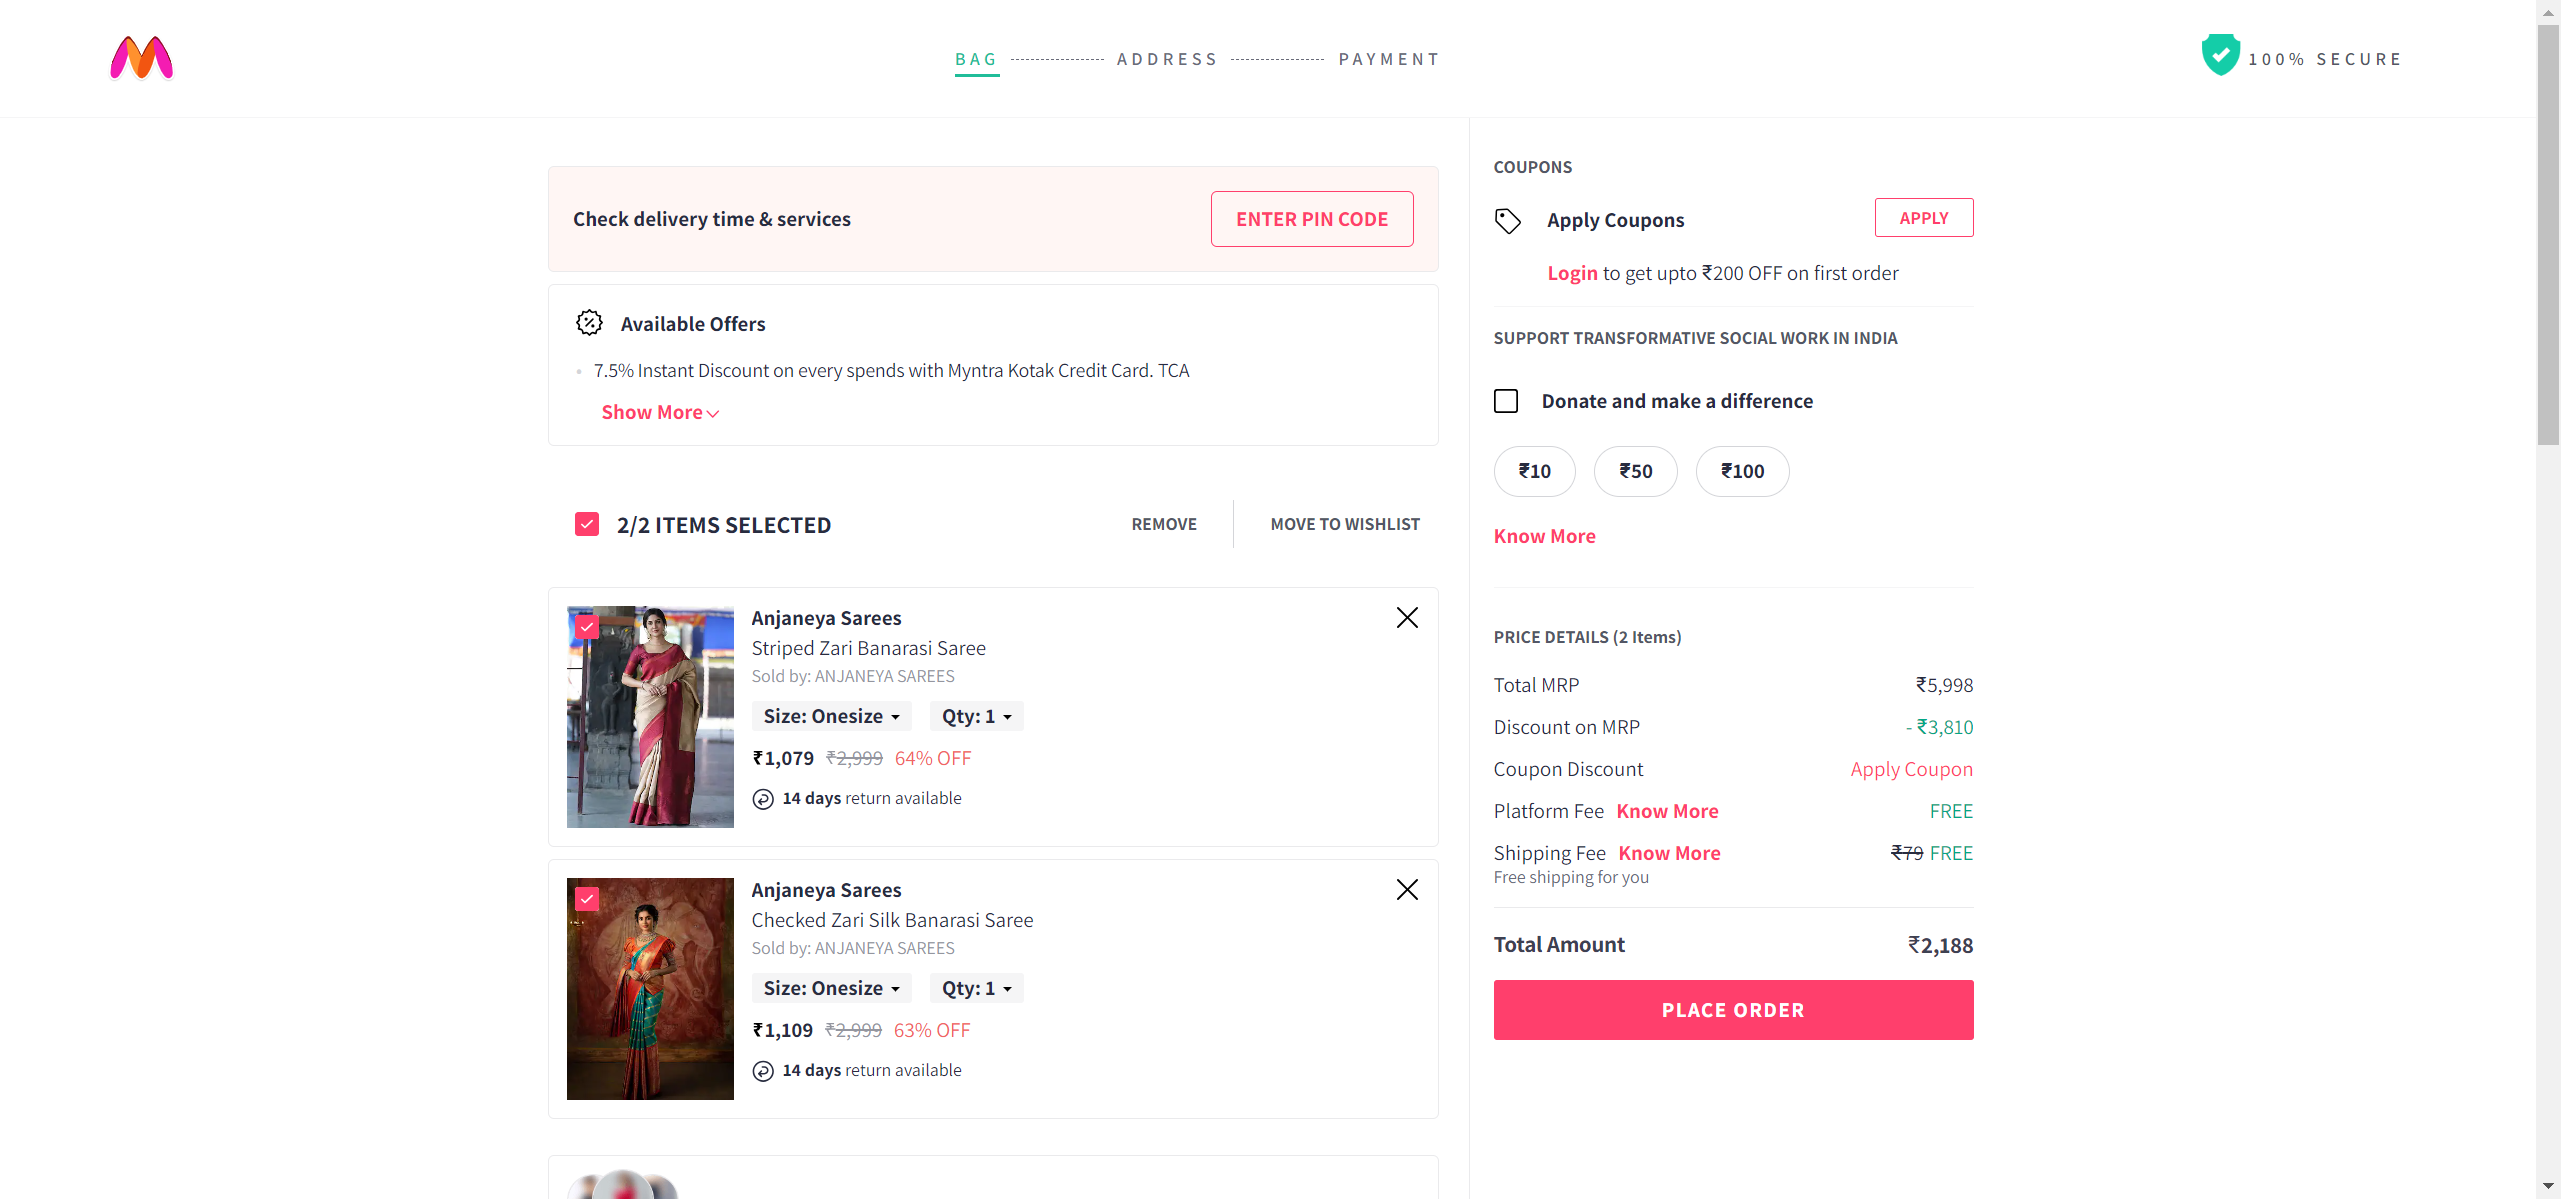 BAG ADDRESS PAYMENT
100% SECURE
Check delivery time & services
ENTER PIN CODE
Available Offers
7.5% Instant Discount on every spends with Myntra Kotak Credit Card. TCA
Show More
2/2 ITEMS SELECTED
REMOVE
MOVE TO WISHLIST
Anjaneya Sarees
Striped Zari Banarasi Saree
Sold by: ANJANEYA SAREES
Size: Onesize Qty: 1
₹1,079 ₹2,999 64% OFF
14 days return available
Anjaneya Sarees
Checked Zari Silk Banarasi Saree
Sold by: ANJANEYA SAREES
Size: Onesize Qty: 1
₹1,109 ₹2,999 63% OFF
14 days return available
COUPONS
Apply Coupons
APPLY
Login to get upto ₹200 OFF on first order
SUPPORT TRANSFORMATIVE SOCIAL WORK IN INDIA
Donate and make a difference
₹10 ₹50 ₹100
Know More
PRICE DETAILS (2 Items)
Total MRP ₹5,998
Discount on MRP - ₹3,810
Coupon Discount Apply Coupon
Platform Fee Know More FREE
Shipping Fee Know More ₹79 FREE
Free shipping for you
Total Amount ₹2,188
PLACE ORDER